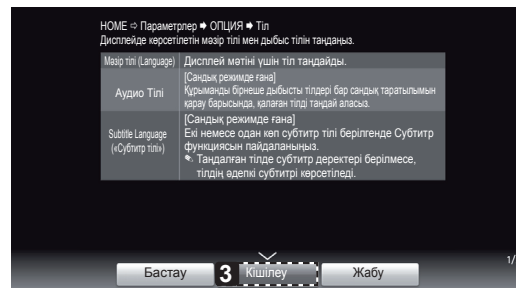 HOME ⇨ Параметрлер ➡ ОПЦИЯ ➡ Тіл
Дисплейде көрсетілетін мәзір тілі мен дыбыс тілін таңдаңыз.
Мәзір тілі (Language)
Дисплей мәтіні үшін тіл таңдайды.
Аудио Тілі
[Сандық режимде ғана]
Құрыманды бірнеше дыбысты тілдері бар сандық таратылымын
қарау барысында, қалаған тілді таңдай аласыз.
Subtitle Language
(«Субтитр тілі»)
[Сандық режимде ғана]
Екі немесе одан көп субтитр тілі берілгенде Субтитр
функциясын пайдаланыңыз.
✎ Таңдалған тілде субтитр деректері берілмесе,
тілдің әдепкі субтитрі көрсетіледі.
Бастау
3
Кішілеу
Жабу
1/